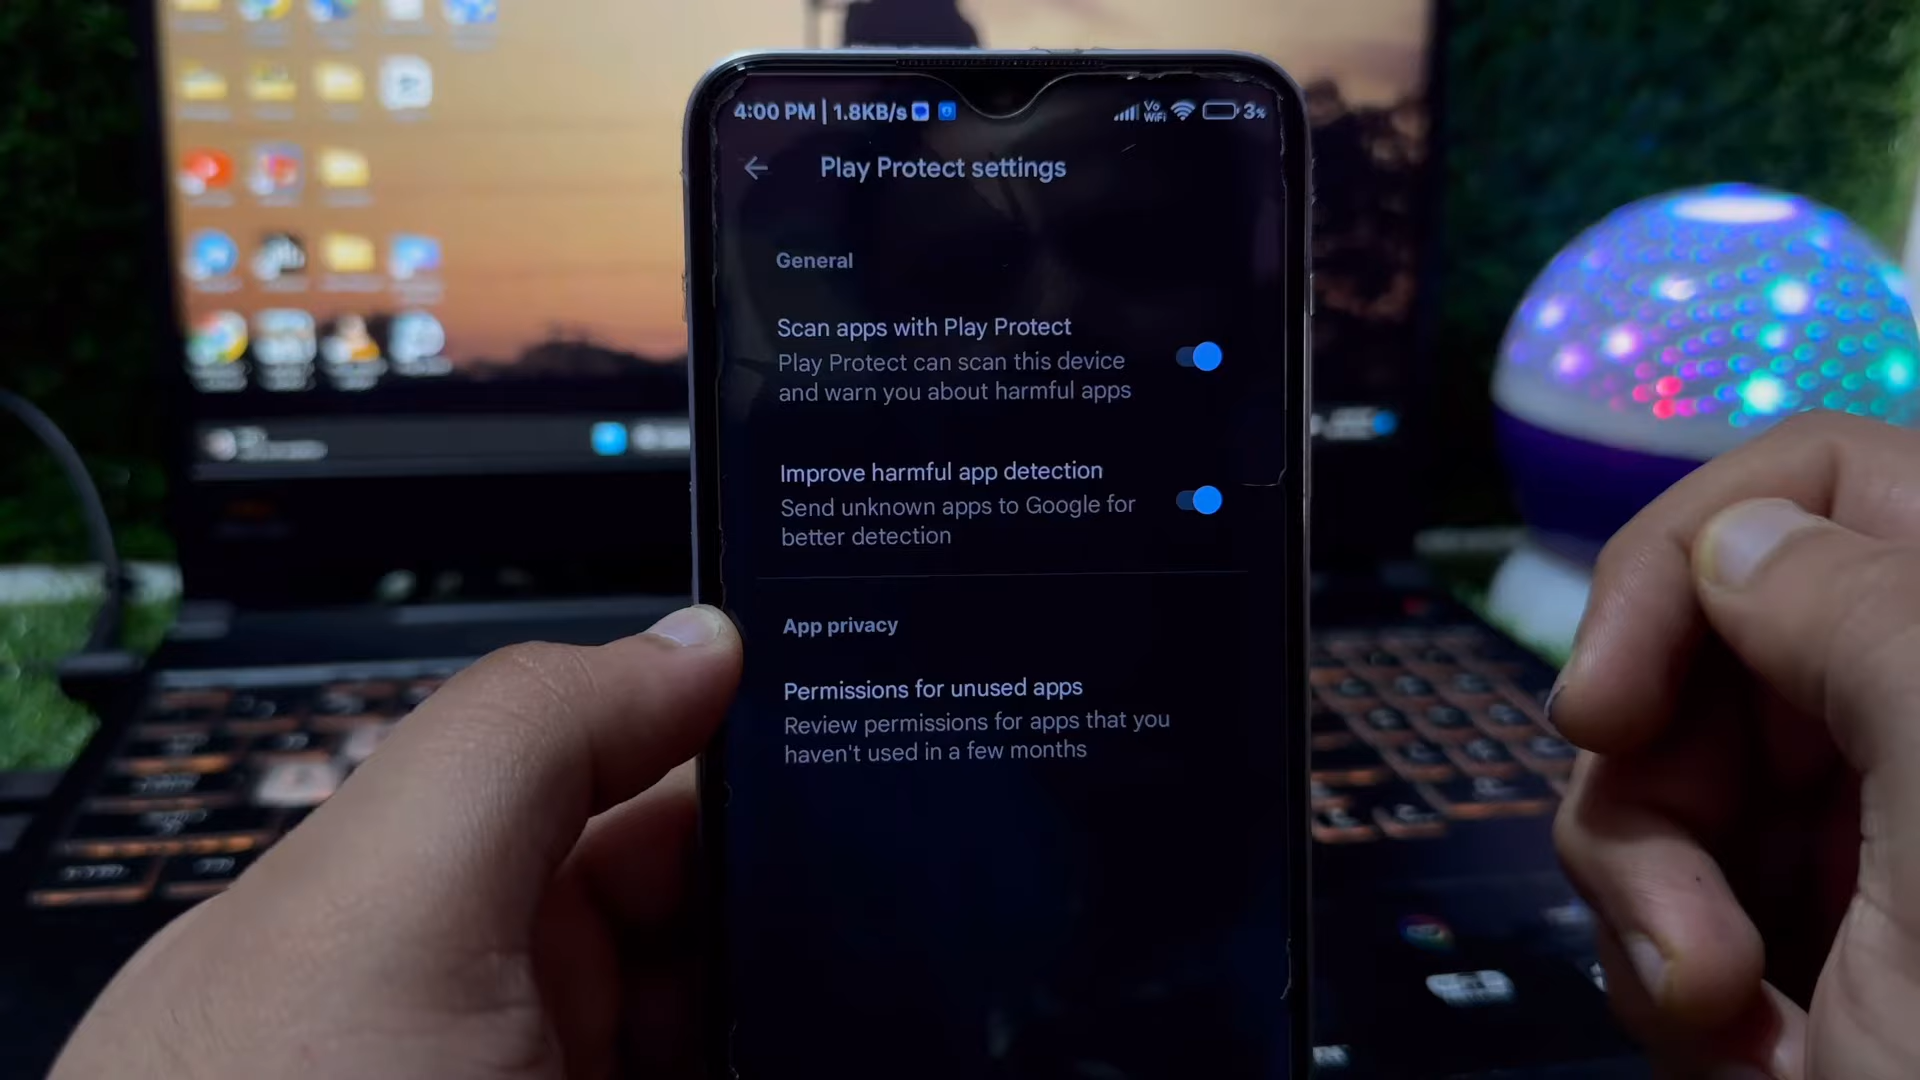 4:00 PM | 1.8KB/s Vo WiFi 3%
Play Protect settings
General
Scan apps with Play Protect
Play Protect can scan this device
and warn you about harmful apps
Improve harmful app detection
Send unknown apps to Google for
better detection
App privacy
Permissions for unused apps
Review permissions for apps that you
haven't used in a few months